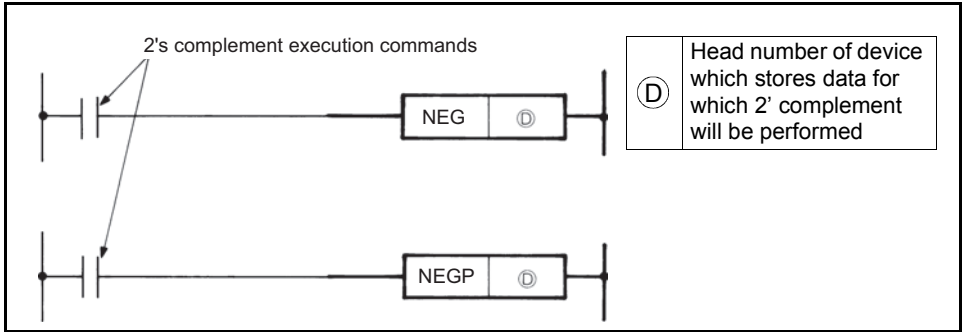 2's complement execution commands
NEG Ⓓ
NEGP Ⓓ
Ⓓ
Head number of device
which stores data for
which 2’ complement
will be performed